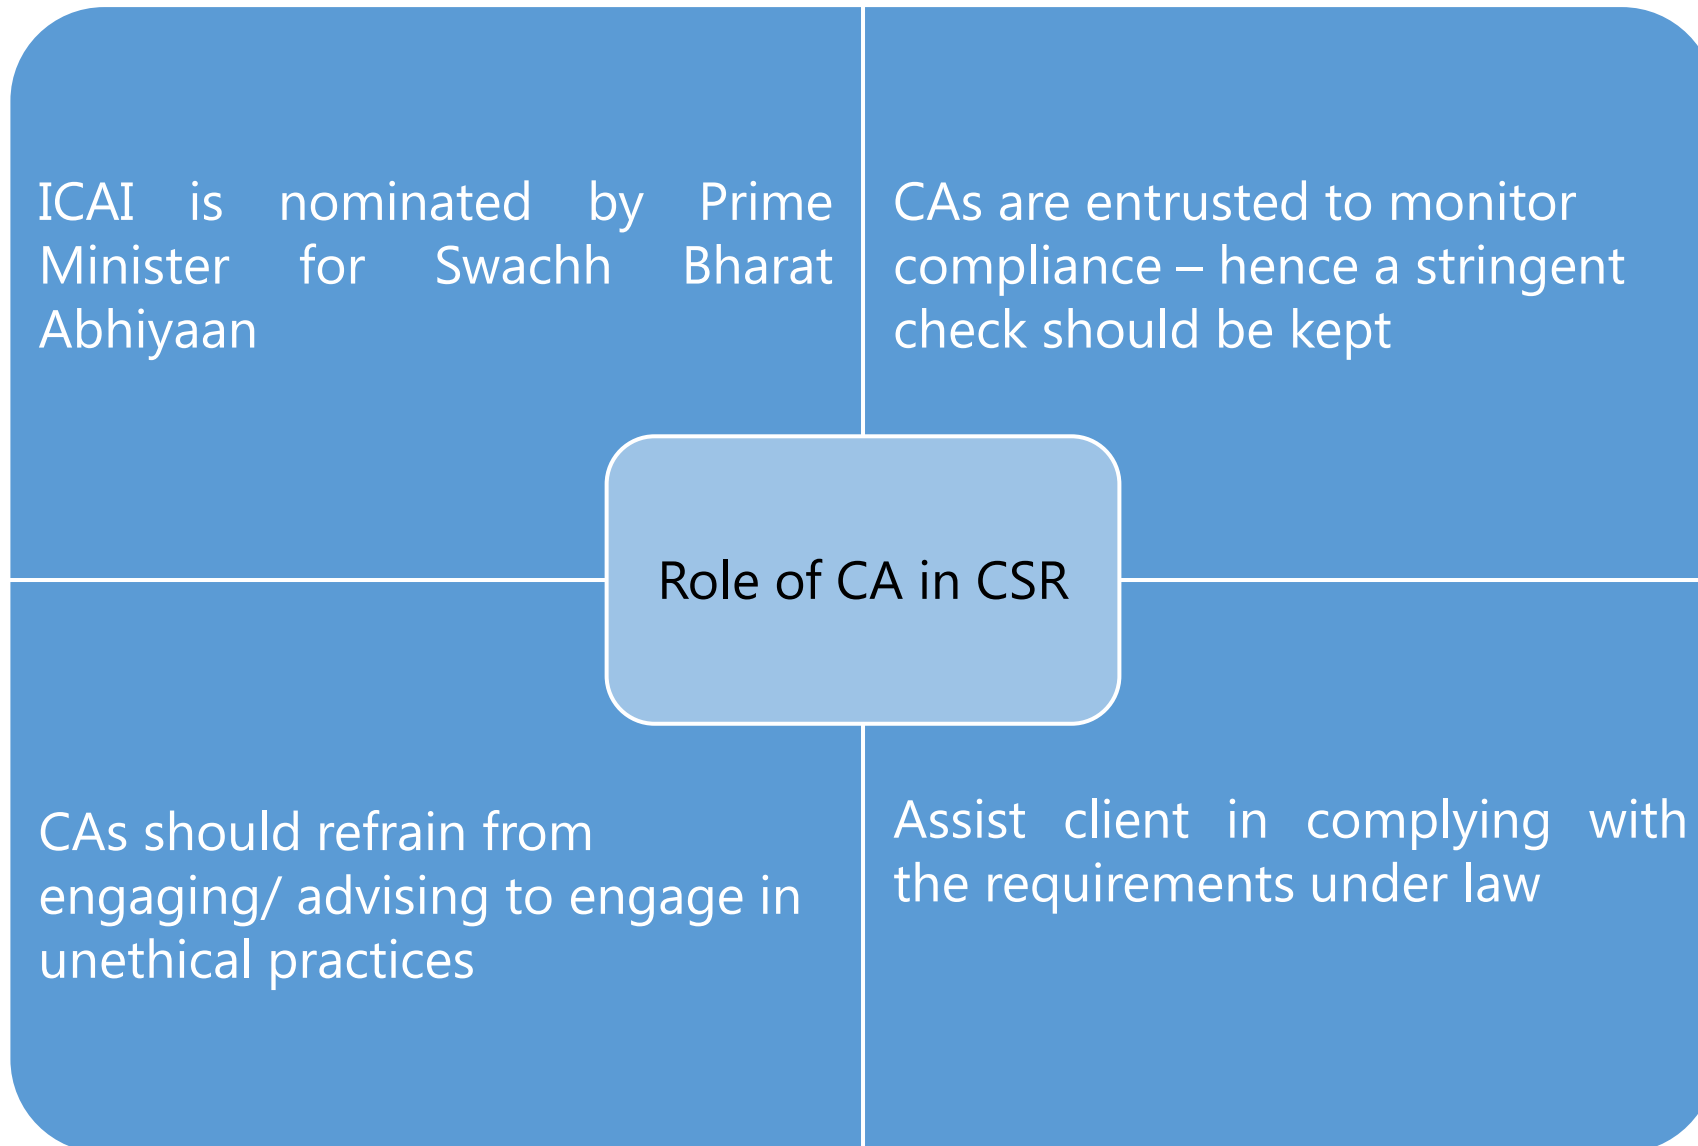 ICAI is nominated by Prime
Minister for Swachh Bharat
Abhiyaan
CAs are entrusted to monitor
compliance – hence a stringent
check should be kept
Role of CA in CSR
CAs should refrain from
engaging/ advising to engage in
unethical practices
Assist client in complying with
the requirements under law